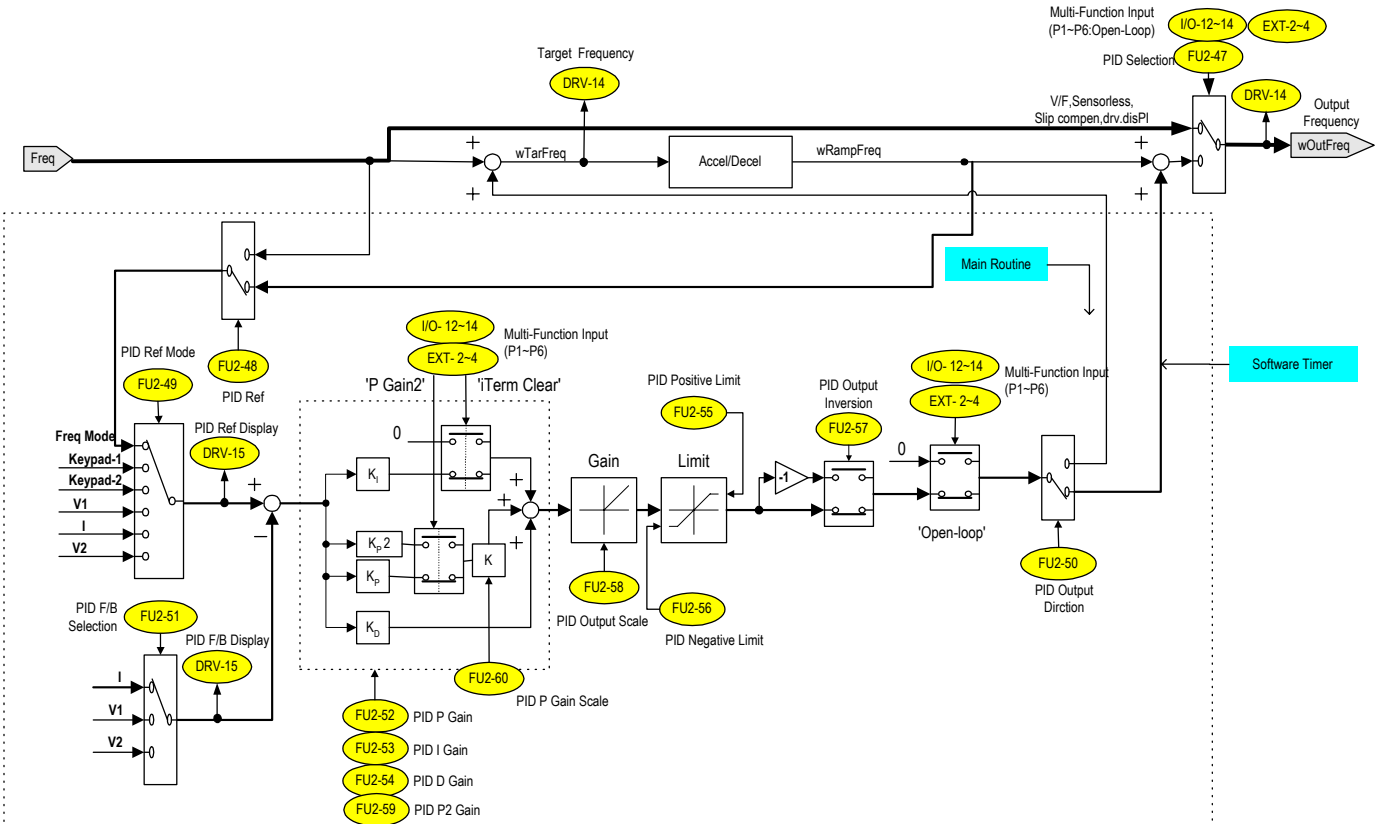 Multi-Function Input
(P1~P6:Open-Loop)
I/O-12~14
EXT-2~4
PID Selection
FU2-47
Target Frequency
DRV-14
V/F,Sensorless,
Slip compen,drv.disPI
DRV-14
Output
Frequency
Freq
+
wTarFreq
Accel/Decel
wRampFreq
+
wOutFreq
+
+
Main Routine
Software Timer
FU2-48
PID Ref
PID Ref Mode
FU2-49
I/O- 12~14
EXT- 2~4
Multi-Function Input
(P1~P6)
'P Gain2'
'iTerm Clear'
PID Positive Limit
FU2-55
PID Output
Inversion
FU2-57
I/O- 12~14
EXT- 2~4
Multi-Function Input
(P1~P6)
Freq Mode
Keypad-1
Keypad-2
V1
I
V2
PID Ref Display
DRV-15
+
−
0
KI
KP2
KP
KD
K
+
+
+
Gain
Limit
-1
0
'Open-loop'
FU2-58
PID Output Scale
FU2-56
PID Negative Limit
FU2-50
PID Output
Dirction
PID F/B
Selection
FU2-51
PID F/B Display
DRV-15
I
V1
V2
FU2-60
PID P Gain Scale
FU2-52 PID P Gain
FU2-53 PID I Gain
FU2-54 PID D Gain
FU2-59 PID P2 Gain